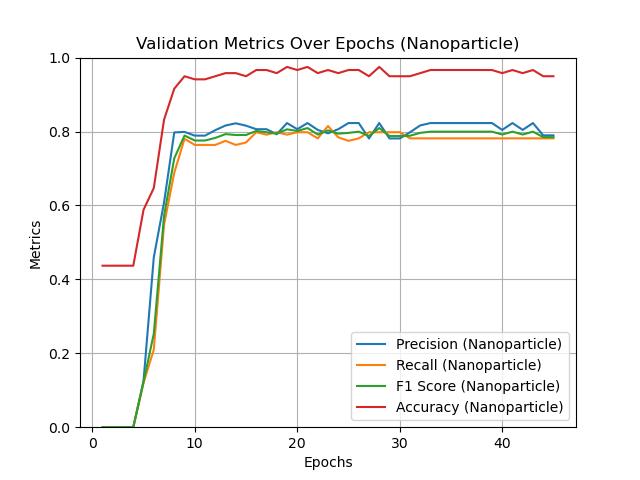 Validation Metrics Over Epochs (Nanoparticle)
1.0
0.8
0.6
0.4
0.2
0.0
Metrics
0
10
20
30
40
Epochs
Precision (Nanoparticle)
Recall (Nanoparticle)
F1 Score (Nanoparticle)
Accuracy (Nanoparticle)